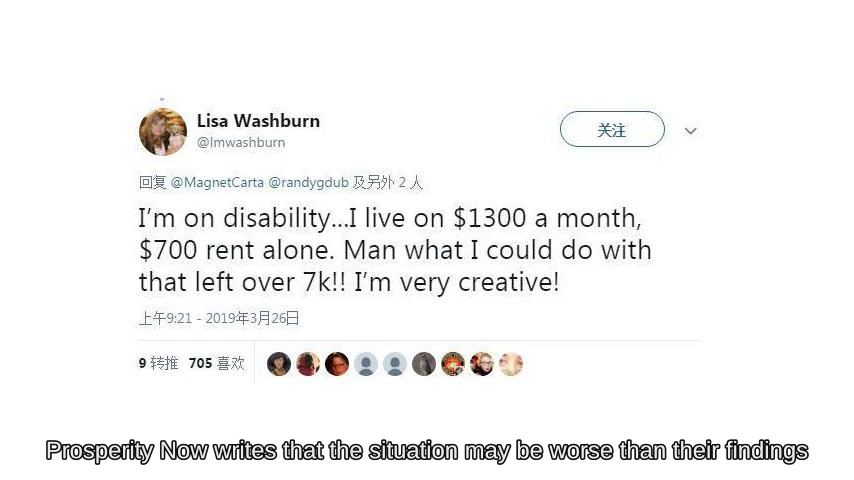 Lisa Washburn
@lmwashburn
关注
回复 @MagnetCarta @randygdub 及另外 2 人
I'm on disability...I live on $1300 a month,
$700 rent alone. Man what I could do with
that left over 7k!! I'm very creative!
上午9:21 - 2019年3月26日
9 转推 705 喜欢
Prosperity Now writes that the situation may be worse than their findings